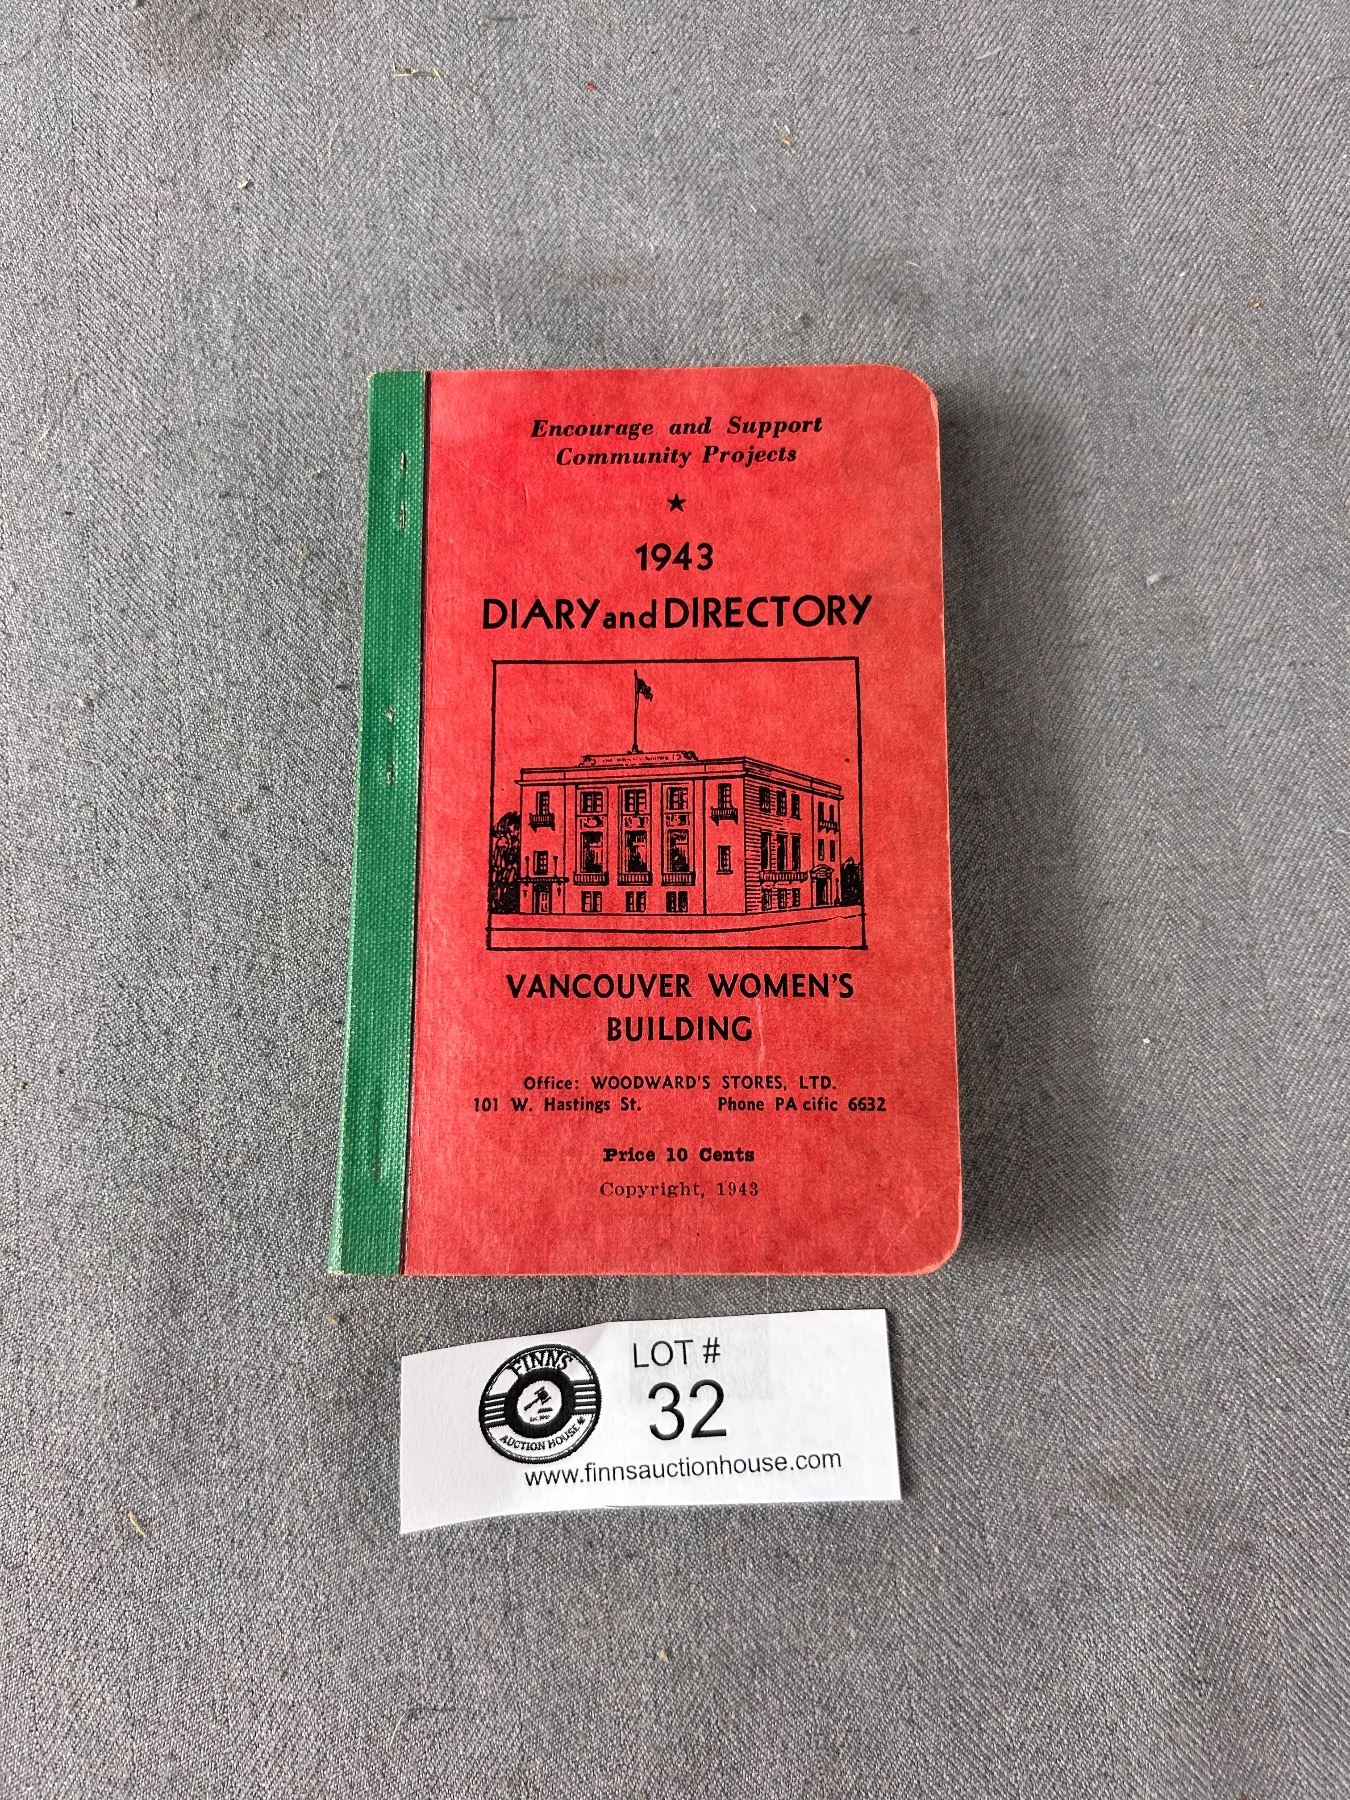 Encourage and Support
Community Projects
★
1943
DIARY and DIRECTORY
VANCOUVER WOMEN'S
BUILDING
Office: WOODWARD'S STORES, LTD.
101 W. Hastings St. Phone PA cific 6632
Price 10 Cents
Copyright, 1943
FINNS
AUCTION HOUSE
LOT #
32
www.finnsauctionhouse.com